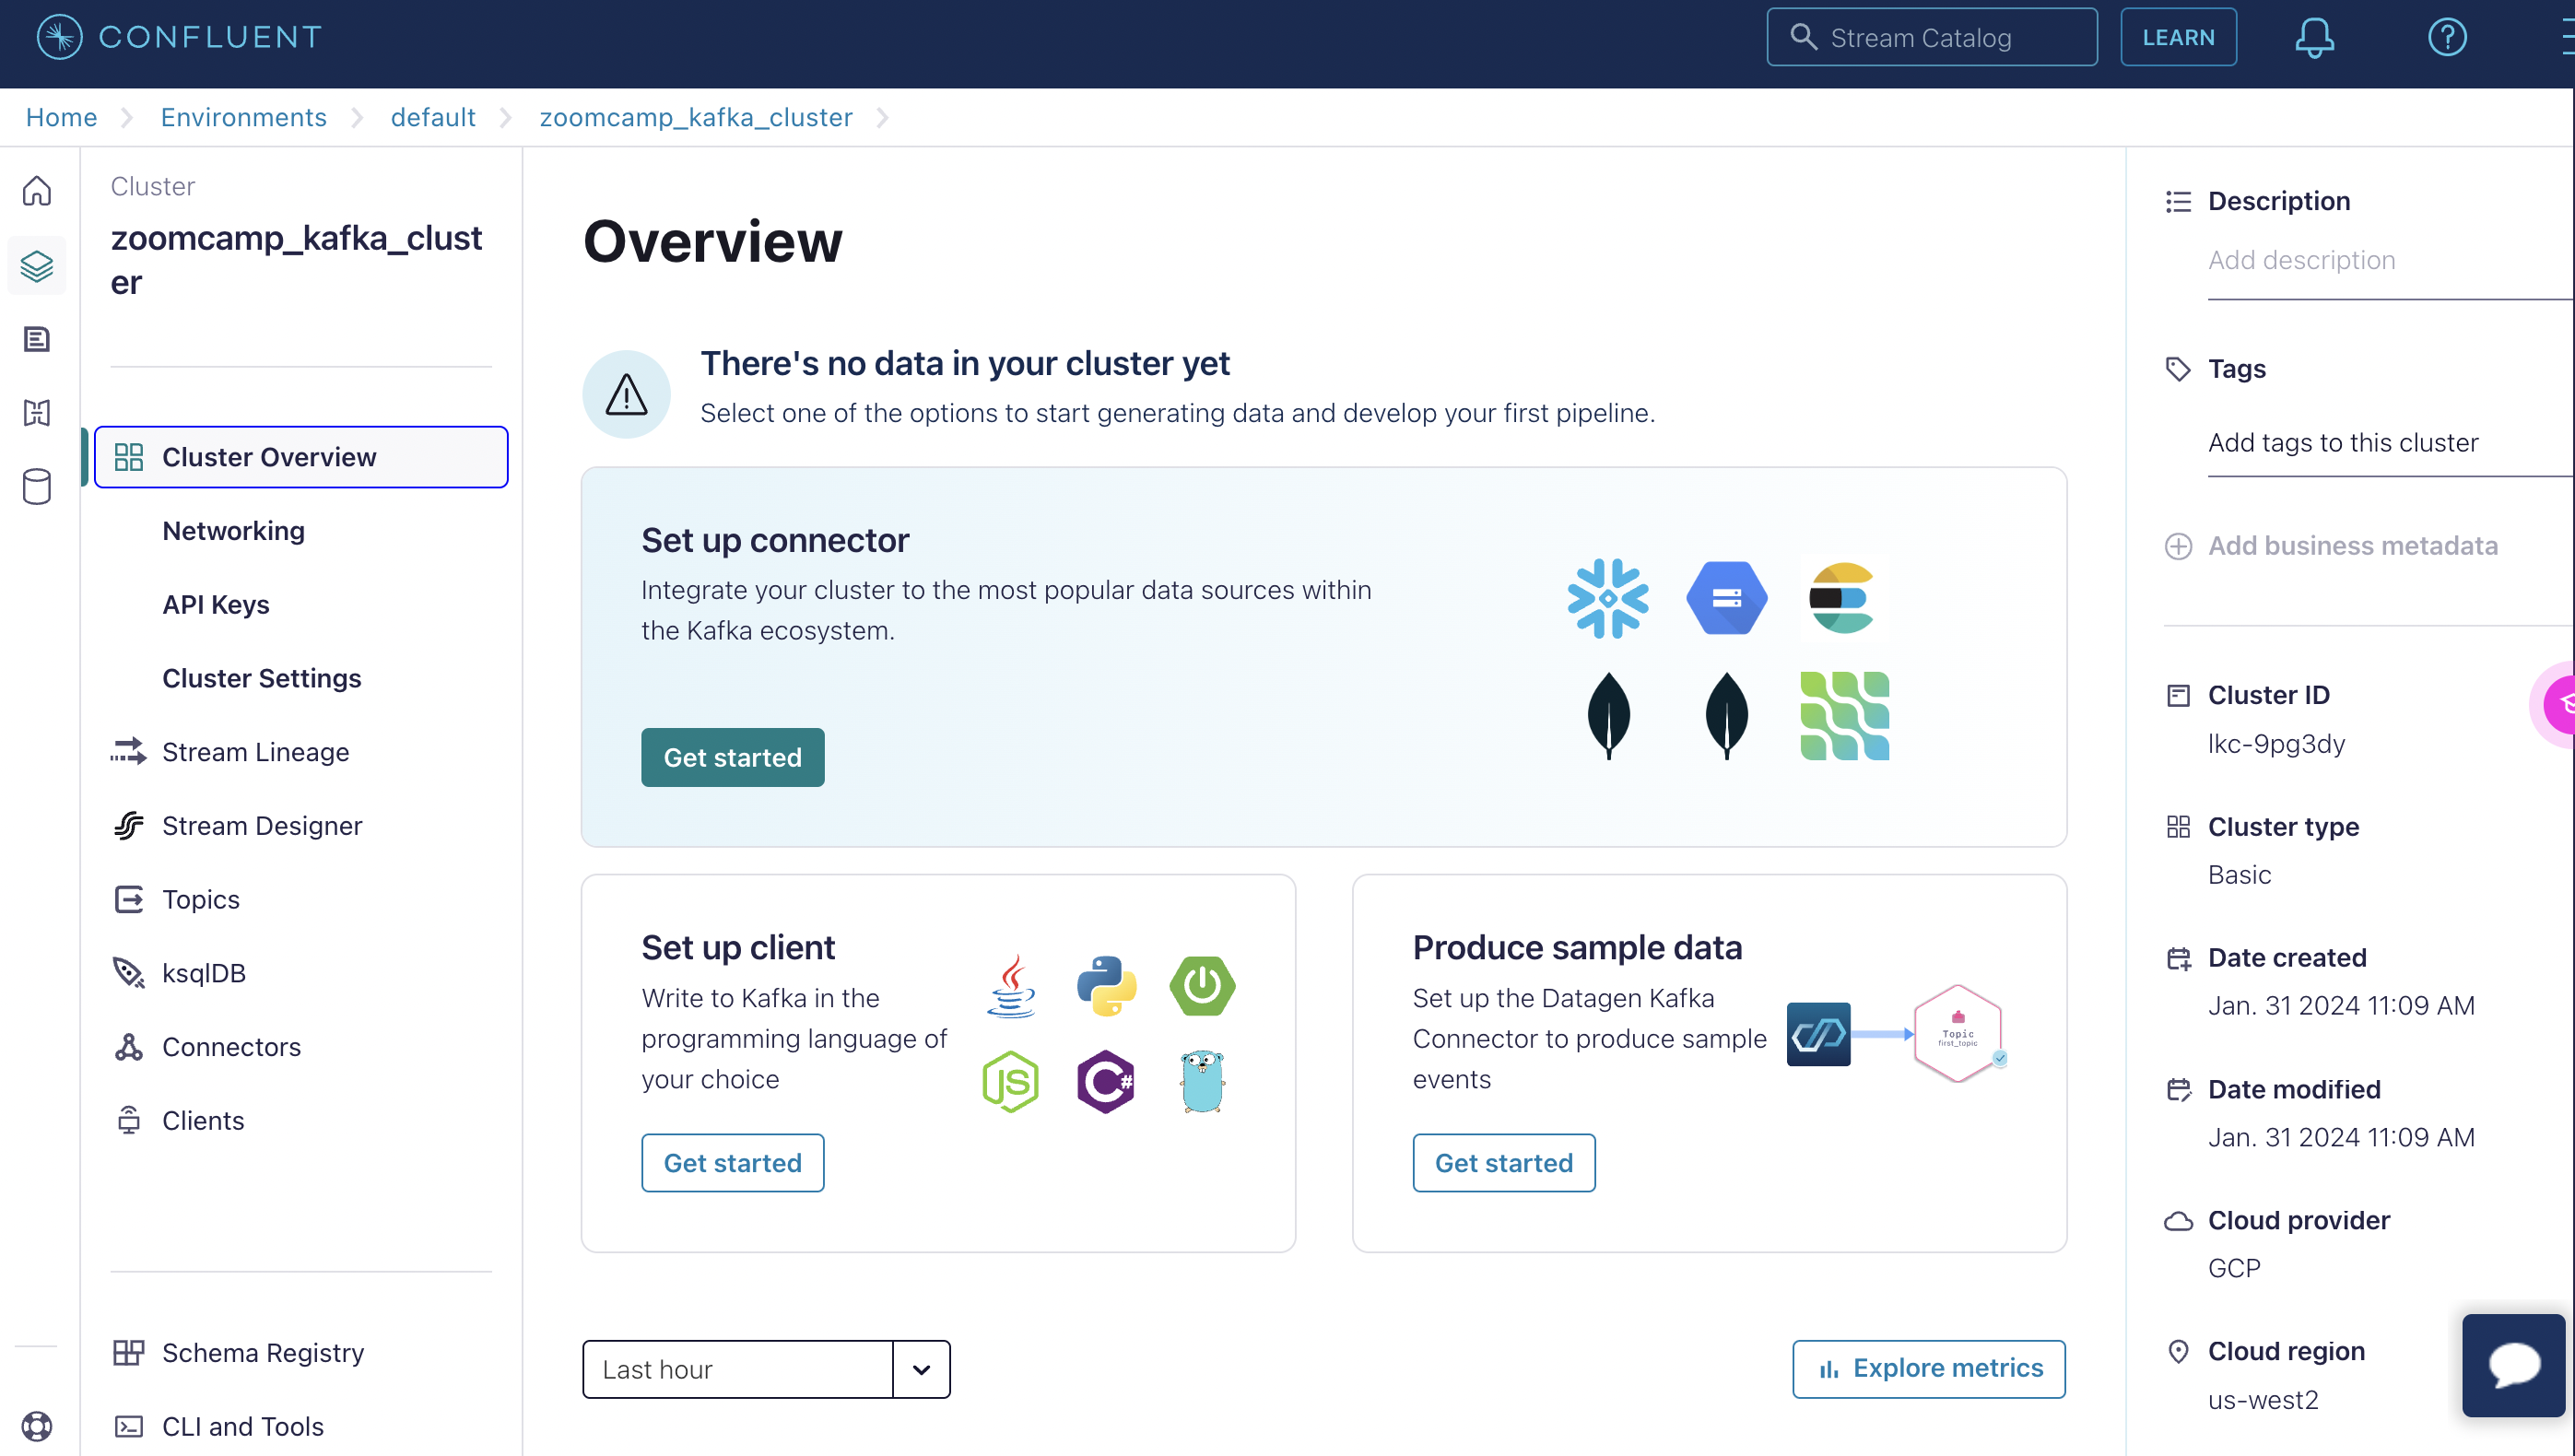 CONFLUENT
Stream Catalog
LEARN
Home
Environments
default
zoomcamp_kafka_cluster
Cluster
zoomcamp_kafka_clust
er
Cluster Overview
Networking
API Keys
Cluster Settings
Stream Lineage
Stream Designer
Topics
ksqlDB
Connectors
Clients
Schema Registry
CLI and Tools
Overview
There's no data in your cluster yet
Select one of the options to start generating data and develop your first pipeline.
Set up connector
Integrate your cluster to the most popular data sources within
the Kafka ecosystem.
Get started
Set up client
Write to Kafka in the
programming language of
your choice
JS
C#
Get started
Produce sample data
Set up the Datagen Kafka
Connector to produce sample
events
Topic
first_topic
Get started
Last hour
Explore metrics
Description
Add description
Tags
Add tags to this cluster
Add business metadata
Cluster ID
lkc-9pg3dy
Cluster type
Basic
Date created
Jan. 31 2024 11:09 AM
Date modified
Jan. 31 2024 11:09 AM
Cloud provider
GCP
Cloud region
us-west2